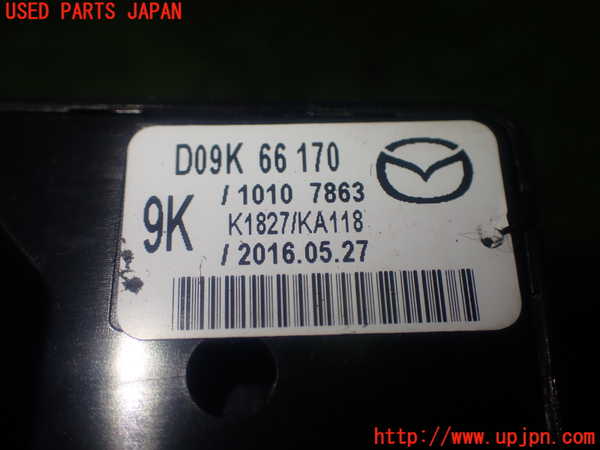 USED PARTS JAPAN
D09K 66 170
9K
/1010 7863
K1827/KA118
/2016.05.27
http://www.upjpn.com/